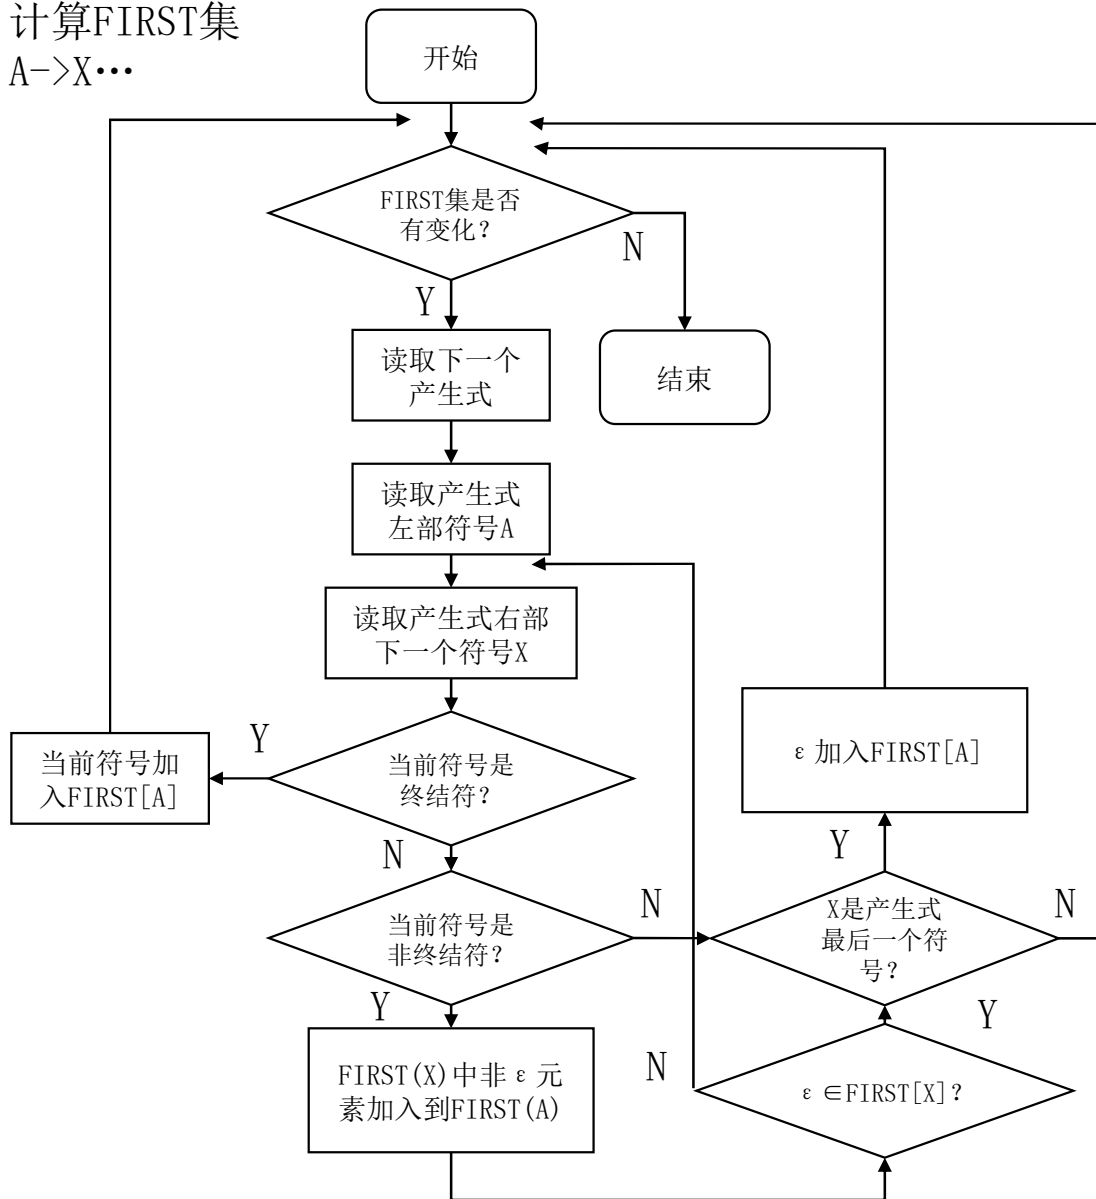 计算FIRST集
A->X…
开始
FIRST集是否
有变化？
N
Y
读取下一个
产生式
结束
读取产生式
左部符号A
读取产生式右部
下一个符号X
Y
当前符号加
入FIRST[A]
当前符号是
终结符？
ε加入FIRST[A]
N
Y
当前符号是
非终结符？
N
X是产生式
最后一个符
号？
N
Y
Y
FIRST(X)中非ε元
素加入到FIRST(A)
N
ε∈FIRST[X]？